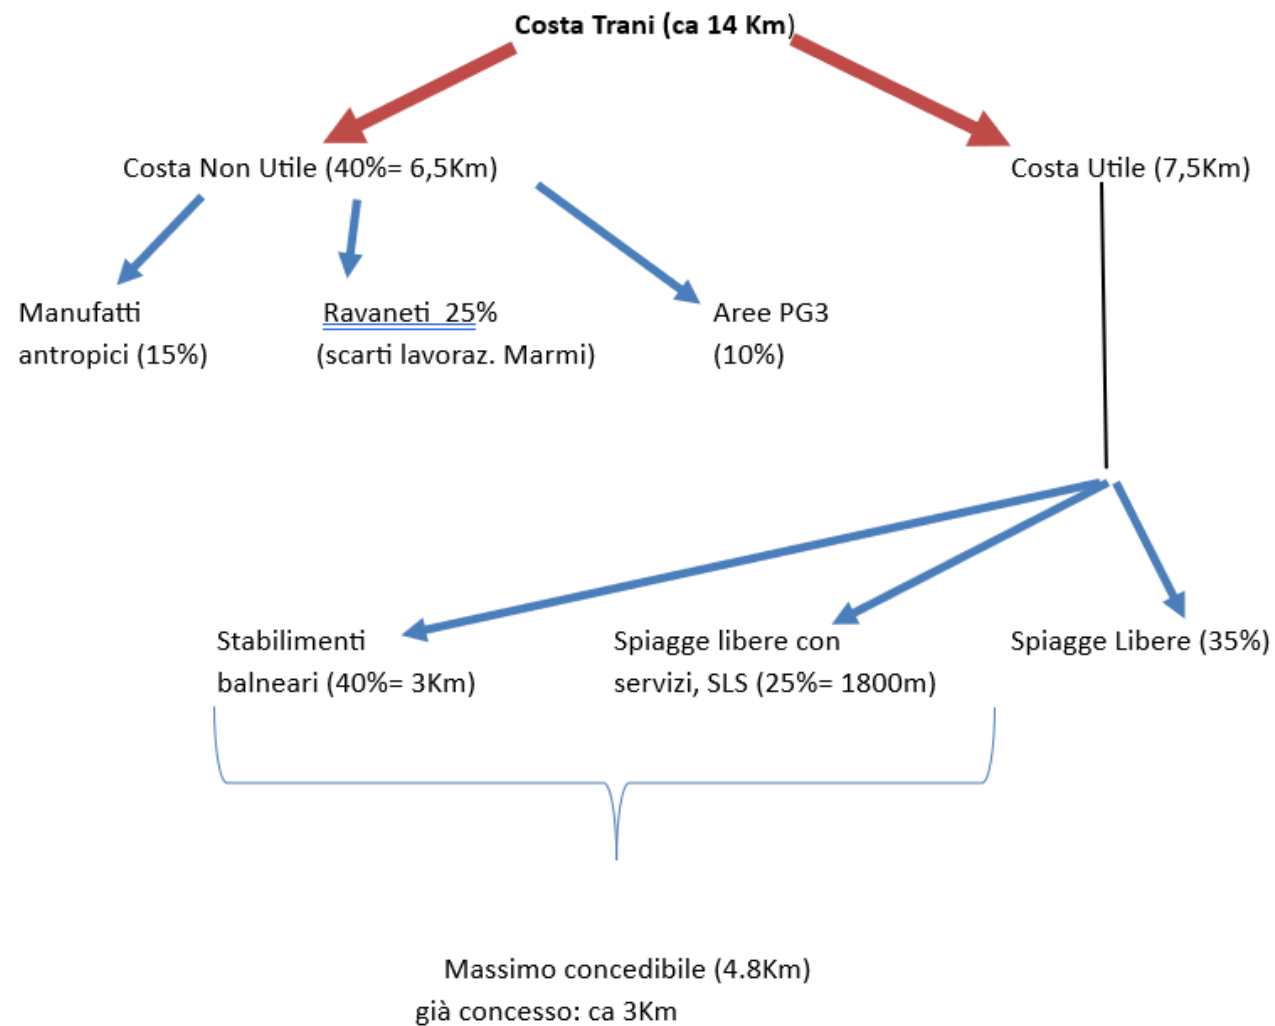 Costa Trani (ca 14 Km)
Costa Non Utile (40%= 6,5Km)
Costa Utile (7,5Km)
Manufatti
antropici (15%)
Ravaneti  25%
(scarti lavoraz. Marmi)
Aree PG3
(10%)
Stabilimenti
balneari (40%= 3Km)
Spiagge libere con
servizi, SLS (25%= 1800m)
Spiagge Libere (35%)
Massimo concedibile (4.8Km)
già concesso: ca 3Km